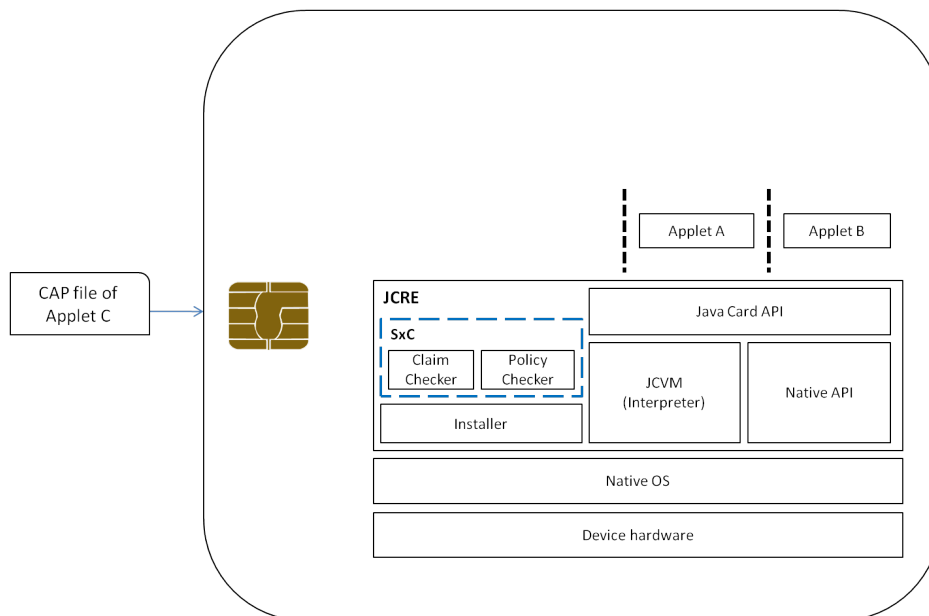 Applet A
Applet B
CAP file of
Applet C
JCRE
Java Card API
SxC
Claim
Checker
Policy
Checker
JCVM
(Interpreter)
Native API
Installer
Native OS
Device hardware